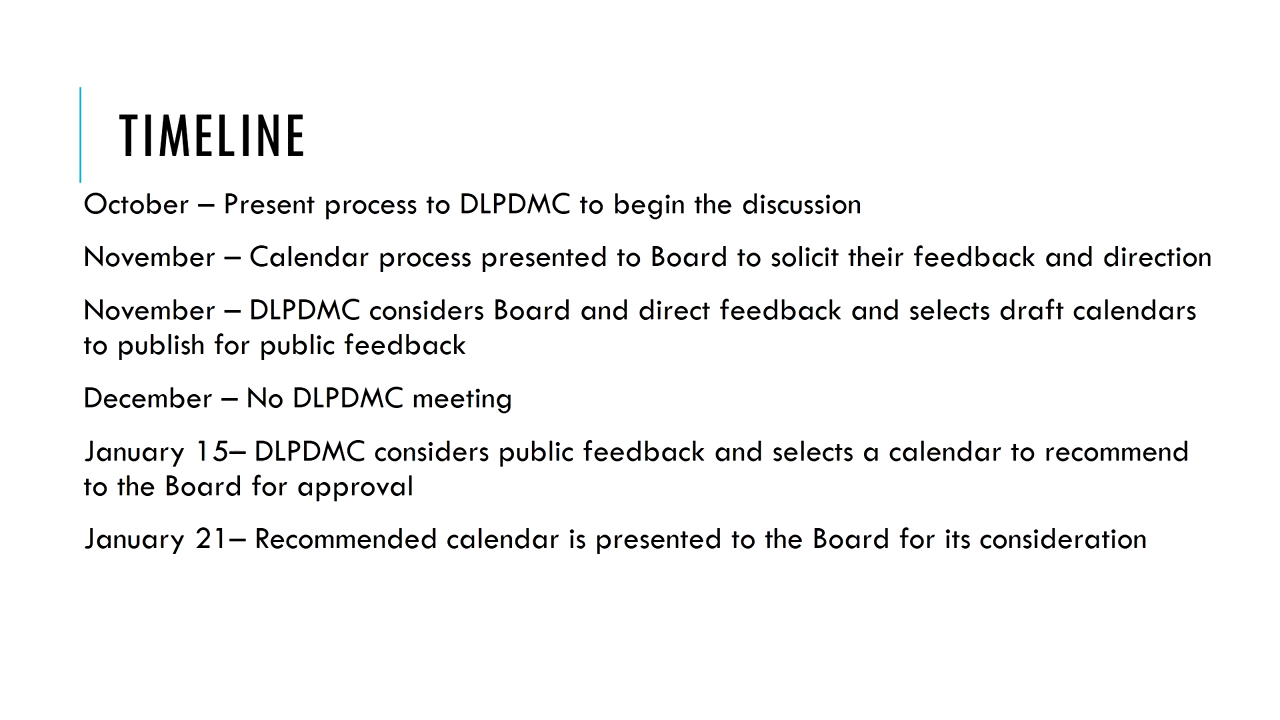 TIMELINE
October – Present process to DLPDMC to begin the discussion
November – Calendar process presented to Board to solicit their feedback and direction
November – DLPDMC considers Board and direct feedback and selects draft calendars
to publish for public feedback
December – No DLPDMC meeting
January 15– DLPDMC considers public feedback and selects a calendar to recommend
to the Board for approval
January 21– Recommended calendar is presented to the Board for its consideration